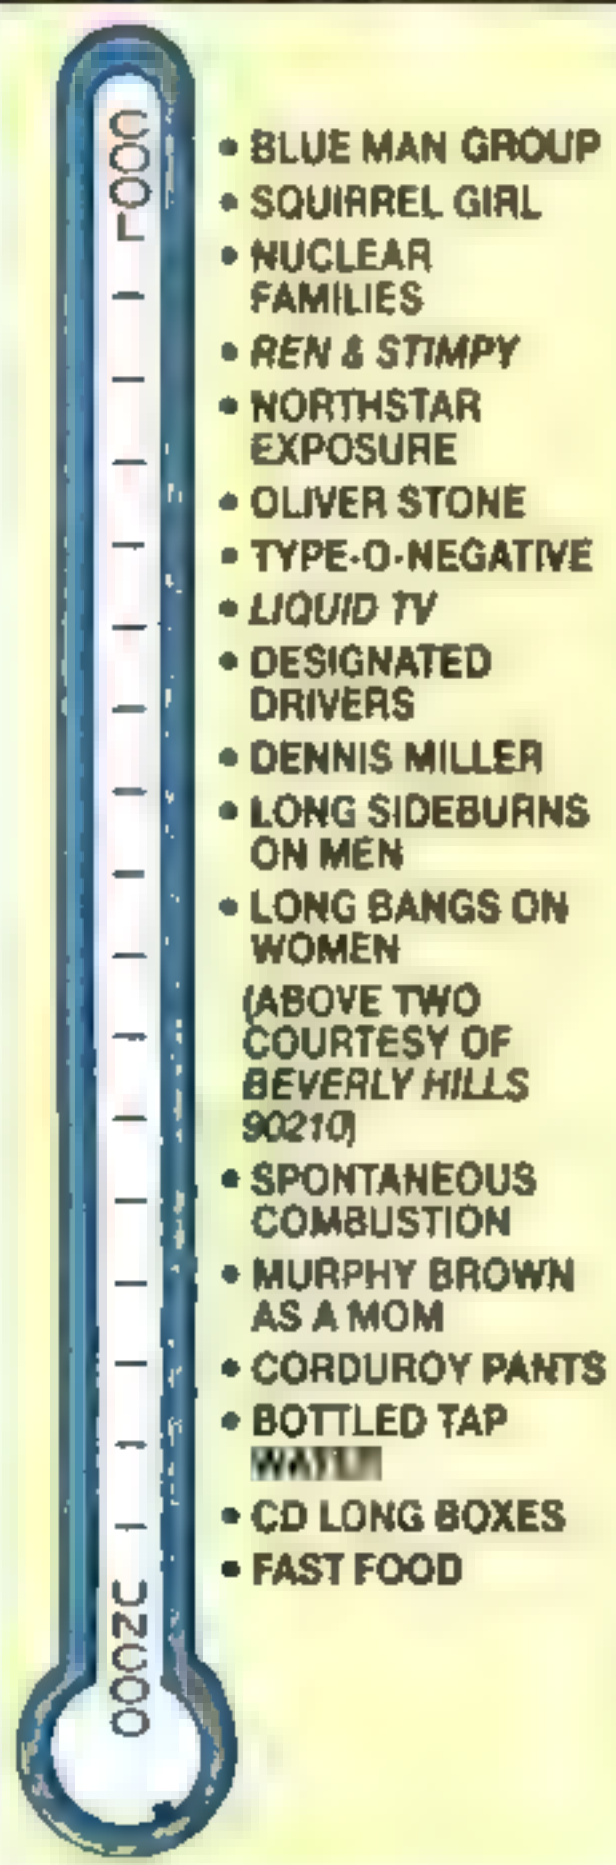 COOL
• BLUE MAN GROUP
• SQUIRREL GIRL
• NUCLEAR
FAMILIES
• REN & STIMPY
• NORTHSTAR
EXPOSURE
• OLIVER STONE
• TYPE-O-NEGATIVE
• LIQUID TV
• DESIGNATED
DRIVERS
• DENNIS MILLER
• LONG SIDEBURNS
ON MEN
• LONG BANGS ON
WOMEN
(ABOVE TWO
COURTESY OF
BEVERLY HILLS
90210)
• SPONTANEOUS
COMBUSTION
• MURPHY BROWN
AS A MOM
• CORDUROY PANTS
• BOTTLED TAP
• CD LONG BOXES
• FAST FOOD
UNCOO